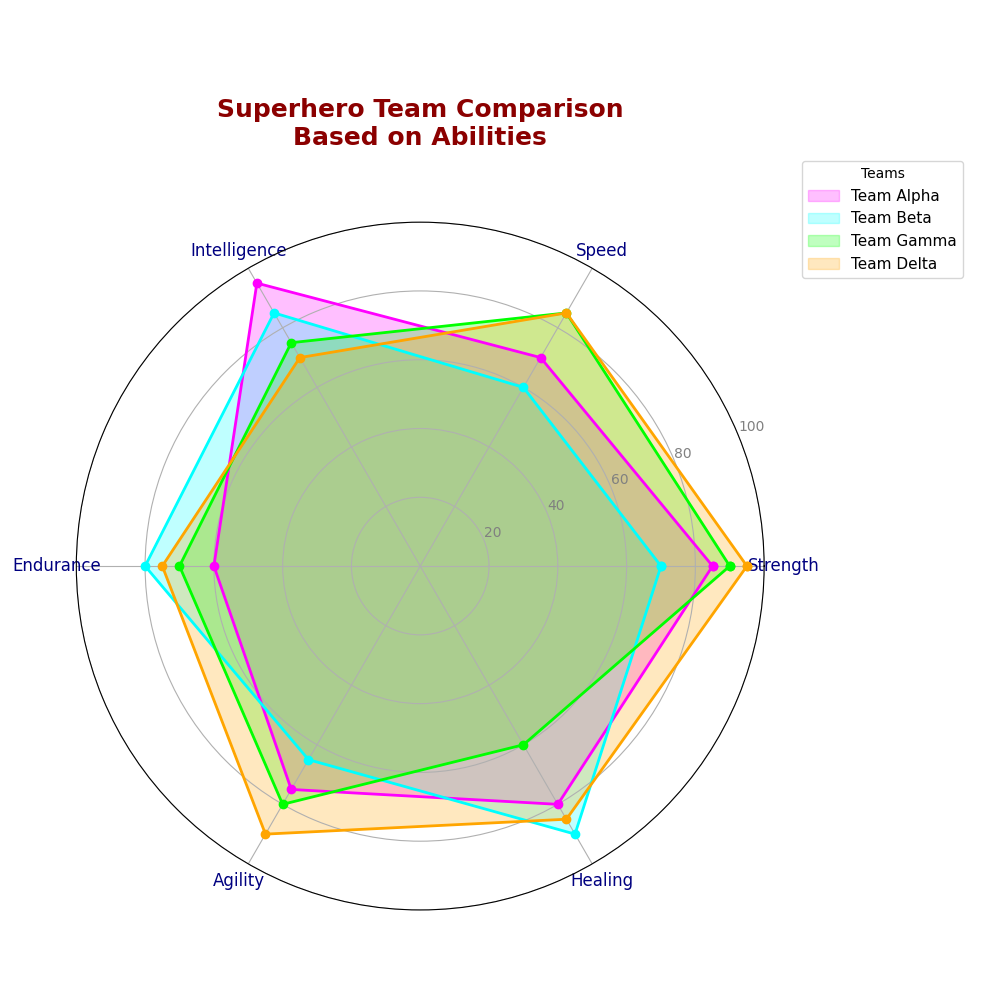 Superhero Team Comparison
Based on Abilities
Teams
Team Alpha
Team Beta
Team Gamma
Team Delta
Intelligence
Speed
100
80
60
40
20
Endurance
Strength
Agility
Healing